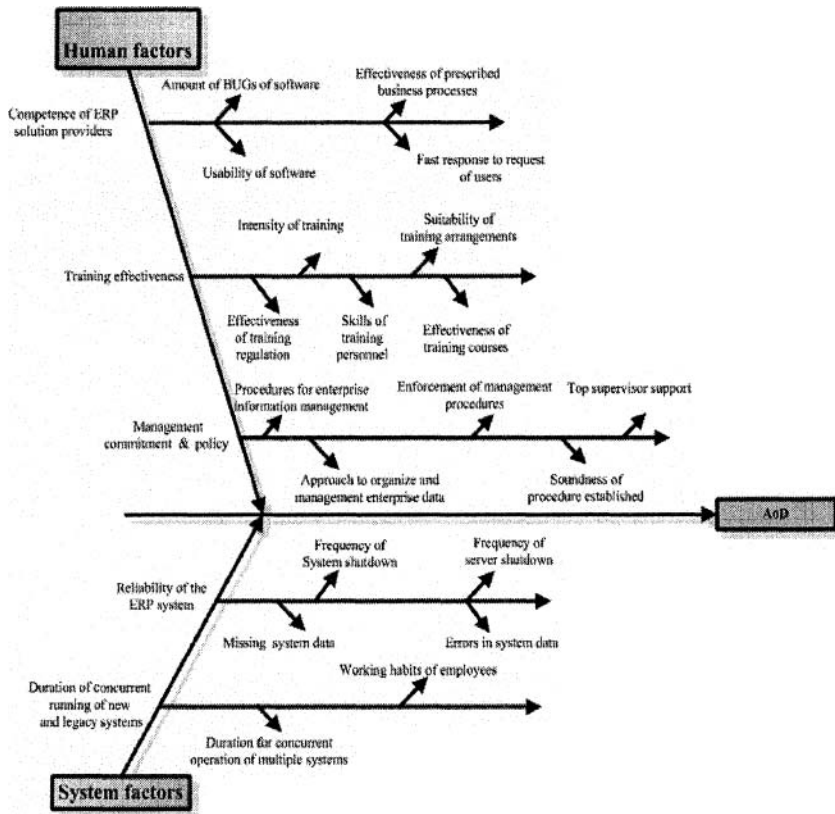 Human factors
Amount of BUGs of software
Effectiveness of prescribed
business processes
Competence of ERP
solution providers
Usability of software
Fast response to request
of users
Intensity of training
Suitability of
training arrangements
Training effectiveness
Effectiveness
of training
regulation
Skills of
training
personnel
Effectiveness of
training courses
Procedures for enterprise
information management
Enforcement of management
procedures
Top supervisor support
Management
commitment & policy
Approach to organize and
management enterprise data
Soundness of
procedure established
AoD
Frequency of
System shutdown
Frequency of
server shutdown
Reliability of the
ERP system
Missing system data
Errors in system data
Working habits of employees
Duration of concurrent
running of new
and legacy systems
Duration for concurrent
operation of multiple systems
System factors